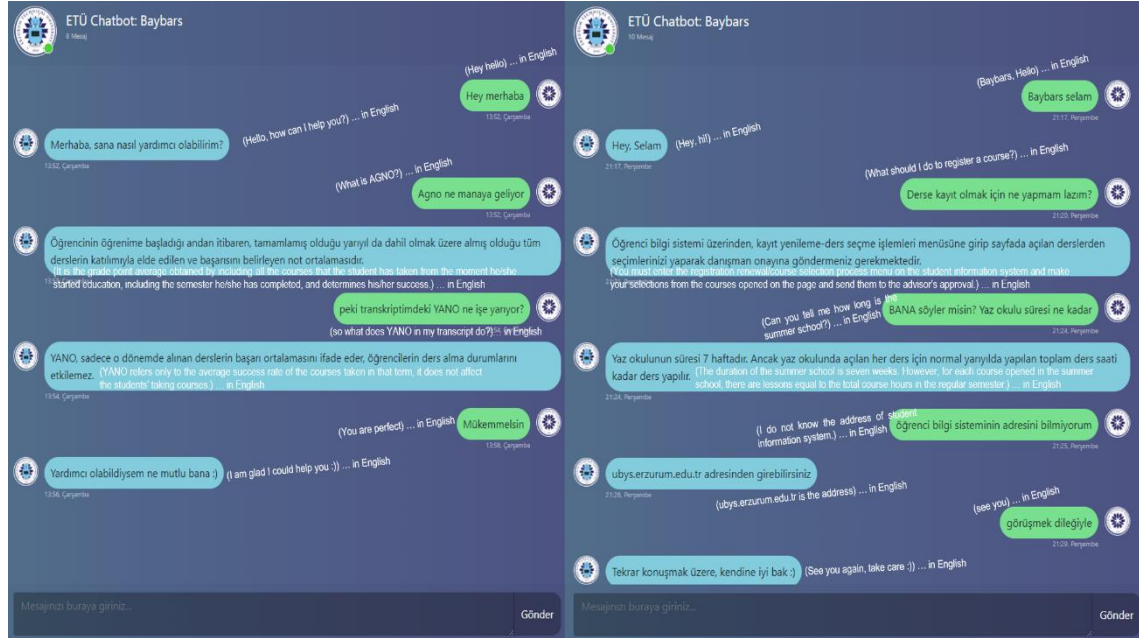 ETÜ Chatbot: Baybars
8 Mesaj
(Hey hello) ... in English
Hey merhaba
13:52, Çarşamba
Merhaba, sana nasıl yardımcı olabilirim?
(Hello, how can I help you?) ... in English
13:52, Çarşamba
(What is AGNO?) ... in English
Agno ne manaya geliyor
13:52, Çarşamba
Öğrencinin öğrenime başladığı andan itibaren, tamamlamış olduğu yarıyıl da dahil olmak üzere almış olduğu tüm
derslerin katılımıyla elde edilen ve başarısını belirleyen not ortalamasıdır.
(It is the grade point average obtained by including all the courses that the student has taken from the moment he/she
started education, including the semester he/she has completed, and determines his/her success.) ... in English
peki transkriptimdeki YANO ne işe yarıyor?
(so what does YANO in my transcript do?) ... in English
YANO, sadece o dönemde alınan derslerin başarı ortalamasını ifade eder, öğrencilerin ders alma durumlarını
etkilemez. (YANO refers only to the average success rate of the courses taken in that term, it does not affect
the students' taking courses.) ... in English
13:54, Çarşamba
(You are perfect) ... in English
Mükemmelsin
13:58, Çarşamba
Yardımcı olabildiysem ne mutlu bana :)
(I am glad I could help you :)) ... in English
13:56, Çarşamba
Mesajınızı buraya giriniz...
Gönder
ETÜ Chatbot: Baybars
10 Mesaj
(Baybars, Hello) ... in English
Baybars selam
21:17, Perşembe
Hey, Selam
(Hey, hi!) ... in English
21:17, Perşembe
(What should I do to register a course?) ... in English
Derse kayıt olmak için ne yapmam lazım?
21:20, Perşembe
Öğrenci bilgi sistemi üzerinden, kayıt yenileme-ders seçme işlemleri menüsüne girip sayfada açılan derslerden
seçimlerinizi yaparak danışman onayına göndermeniz gerekmektedir.
(You must enter the registration renewal/course selection process menu on the student information system and make
your selections from the courses opened on the page and send them to the advisor's approval.) ... in English
(Can you tell me how long is the
summer school?) ... in English
BANA söyler misin? Yaz okulu süresi ne kadar
21:24, Perşembe
Yaz okulunun süresi 7 haftadır. Ancak yaz okulunda açılan her ders için normal yarıyılda yapılan toplam ders saati
kadar ders yapılır. (The duration of the summer school is seven weeks. However, for each course opened in the summer
school, there are lessons equal to the total course hours in the regular semester.) ... in English
21:24, Perşembe
(I do not know the address of student
information system.) ... in English
öğrenci bilgi sisteminin adresini bilmiyorum
21:25, Perşembe
ubys.erzurum.edu.tr adresinden girebilirsiniz
21:26, Perşembe
(ubys.erzurum.edu.tr is the address) ... in English
(see you) ... in English
görüşmek dileğiyle
21:29, Perşembe
Tekrar konuşmak üzere, kendine iyi bak :)
(See you again, take care :)) ... in English
Mesajınızı buraya giriniz...
Gönder